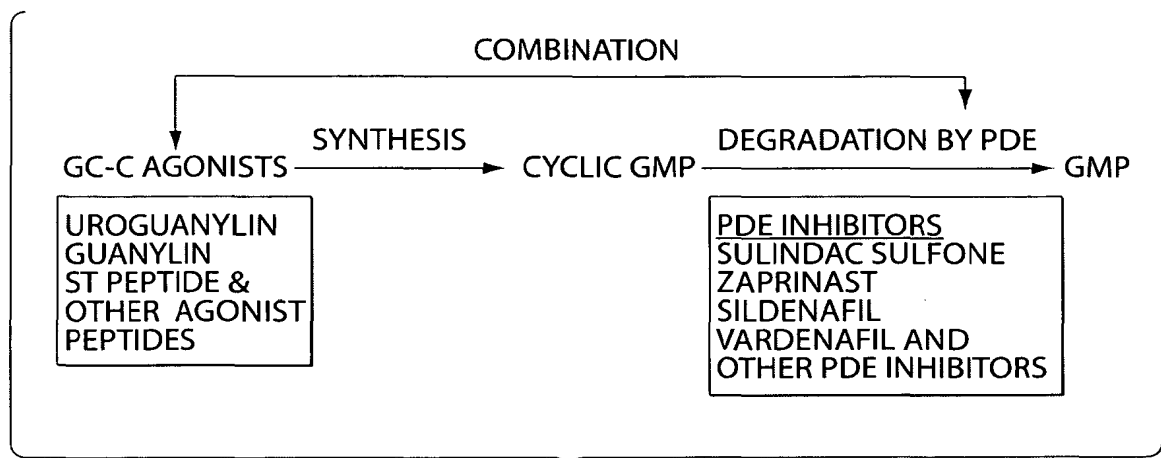 COMBINATION
SYNTHESIS
DEGRADATION BY PDE
GC-C AGONISTS
CYCLIC GMP
GMP
UROGUANYLIN
GUANYLIN
ST PEPTIDE &
OTHER AGONIST
PEPTIDES
PDE INHIBITORS
SULINDAC SULFONE
ZAPRINAST
SILDENAFIL
VARDENAFIL AND
OTHER PDE INHIBITORS